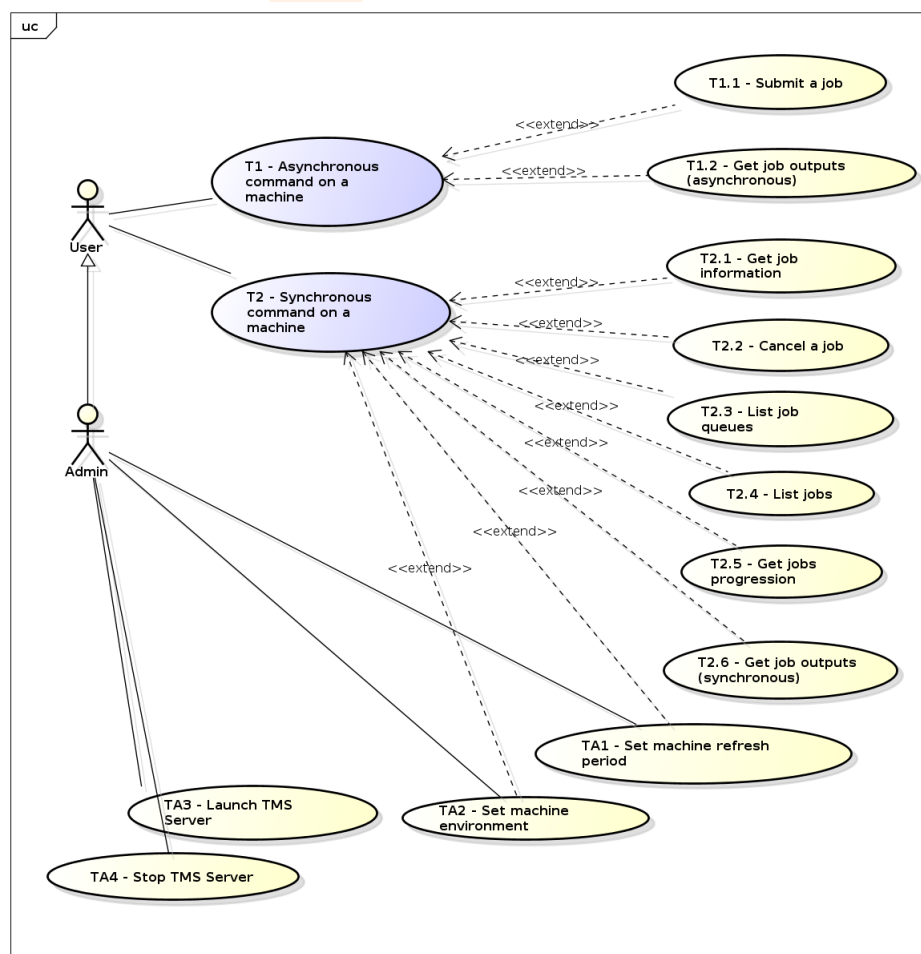 uc
T1.1 - Submit a job
<<extend>>
T1 - Asynchronous
command on a
machine
T1.2 - Get job outputs
(asynchronous)
<<extend>>
User
T2.1 - Get job
information
<<extend>>
T2 - Synchronous
command on a
machine
<<extend>>
T2.2 - Cancel a job
<<extend>>
T2.3 - List job
queues
<<extend>>
<<extend>>
Admin
T2.4 - List jobs
<<extend>>
<<extend>>
T2.5 - Get jobs
progression
<<extend>>
T2.6 - Get job outputs
(synchronous)
TA1 - Set machine refresh
period
TA3 - Launch TMS
Server
TA2 - Set machine
environment
TA4 - Stop TMS Server